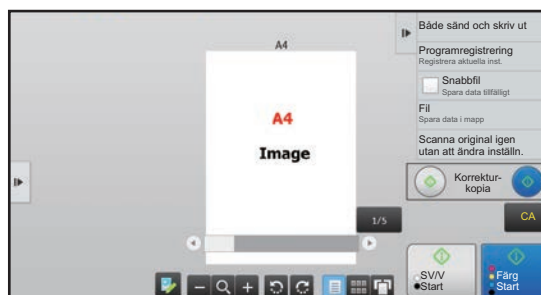 A4
A4
Image
1/5
Både sänd och skriv ut
Programregistrering
Registrera aktuella inst.
Snabbfil
Spara data tillfälligt
Fil
Spara data i mapp
Scanna original igen
utan att ändra inställn.
Korrektur-
kopia
CA
SV/V
Start
Färg
Start